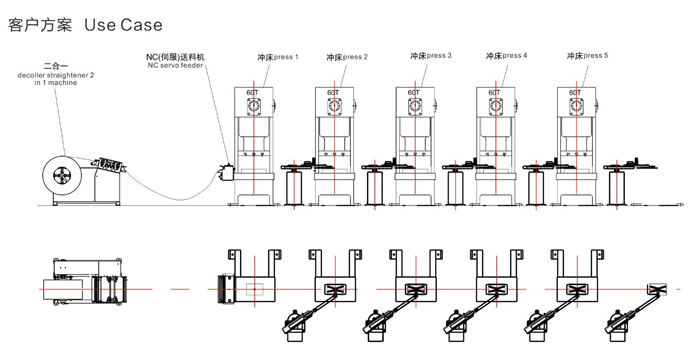 客户方案 Use Case
二合一
decoiler straightener 2
in 1 machine
NC(伺服)送料机
NC servo feeder
冲床press 1
冲床press 2
冲床press 3
冲床press 4
冲床press 5
60T
60T
60T
60T
60T